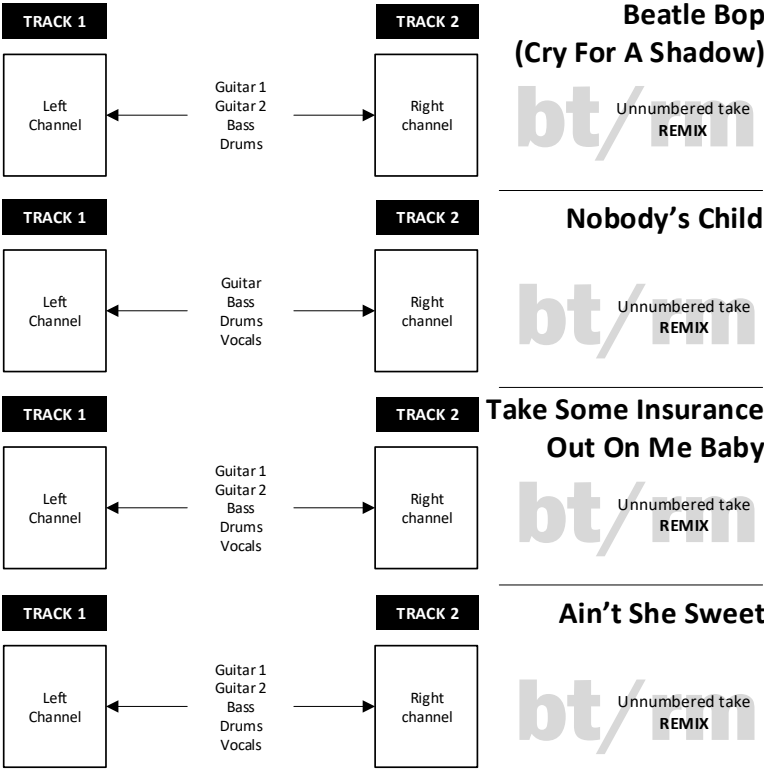 TRACK 1
TRACK 2
Beatle Bop
(Cry For A Shadow)
Left
Channel
Guitar 1
Guitar 2
Bass
Drums
Right
channel
bt/rm
Unnumbered take
REMIX
TRACK 1
TRACK 2
Nobody’s Child
Left
Channel
Guitar
Bass
Drums
Vocals
Right
channel
bt/rm
Unnumbered take
REMIX
TRACK 1
TRACK 2
Take Some Insurance
Out On Me Baby
Left
Channel
Guitar 1
Guitar 2
Bass
Drums
Vocals
Right
channel
bt/rm
Unnumbered take
REMIX
TRACK 1
TRACK 2
Ain’t She Sweet
Left
Channel
Guitar 1
Guitar 2
Bass
Drums
Vocals
Right
channel
bt/rm
Unnumbered take
REMIX